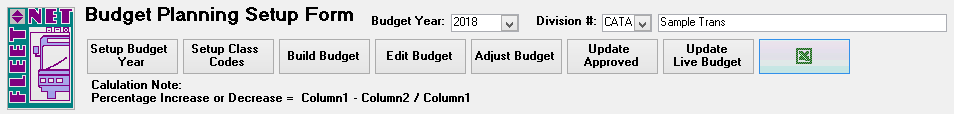 FLEET NET
Budget Planning Setup Form
Budget Year: 2018 Division #: CATA Sample Trans
Setup Budget Year
Setup Class Codes
Build Budget
Edit Budget
Adjust Budget
Update Approved
Update Live Budget
Calulation Note:
Percentage Increase or Decrease = Column1 - Column2 / Column1